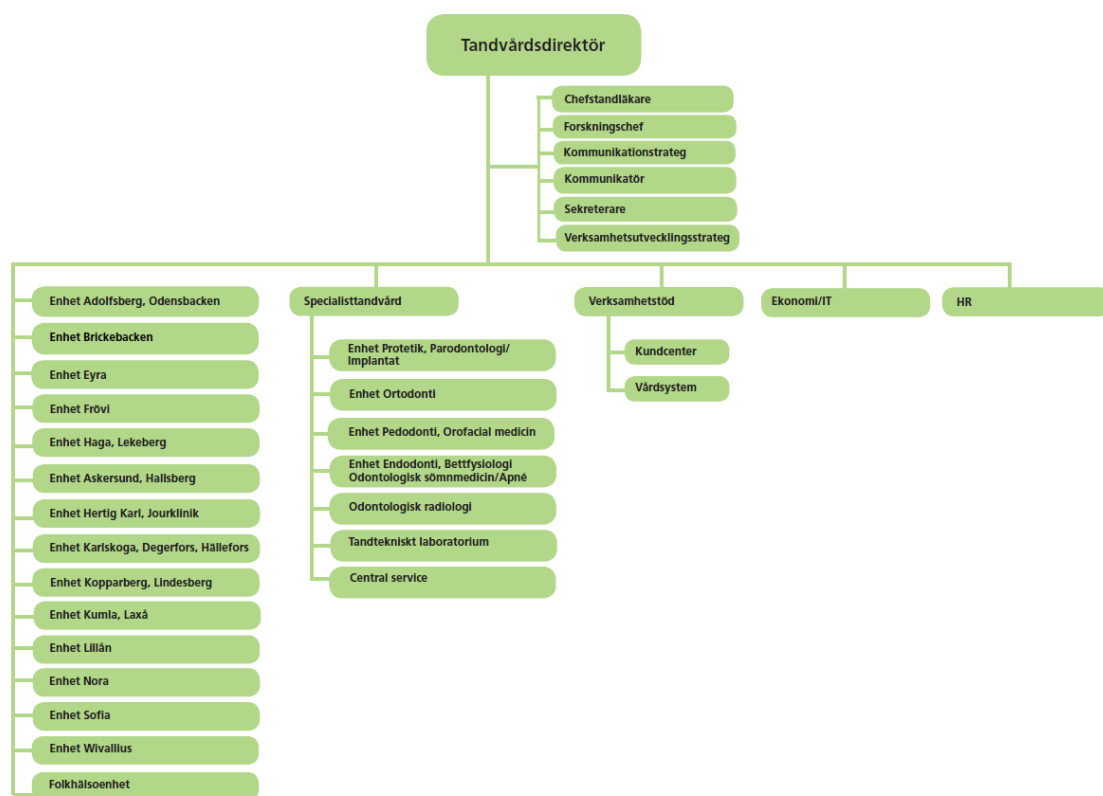 Tandvårdsdirektör
Chefstandläkare
Forskningschef
Kommunikationstrateg
Kommunikatör
Sekreterare
Verksamhetsutvecklingsstrateg
Enhet Adolfsberg, Odensbacken
Enhet Brickebacken
Enhet Eyra
Enhet Frövi
Enhet Haga, Lekeberg
Enhet Askersund, Hallsberg
Enhet Hertig Karl, Jourklinik
Enhet Karlskoga, Degerfors, Hällefors
Enhet Kopparberg, Lindesberg
Enhet Kumla, Laxå
Enhet Lillån
Enhet Nora
Enhet Sofia
Enhet Wivallius
Folkhälsoenhet
Specialisttandvård
Enhet Protetik, Parodontologi/
Implantat
Enhet Ortodonti
Enhet Pedodonti, Orofacial medicin
Enhet Endodonti, Bettfysiologi
Odontologisk sömnmedicin/Apné
Odontologisk radiologi
Tandtekniskt laboratorium
Central service
Verksamhetstöd
Kundcenter
Vårdsystem
Ekonomi/IT
HR